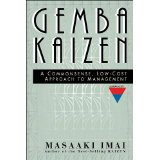 GEMBA
KAIZEN
A COMMONSENSE, LOW-COST
APPROACH TO MANAGEMENT
MASAAKI IMAI
author of the Best-Selling KAIZEN